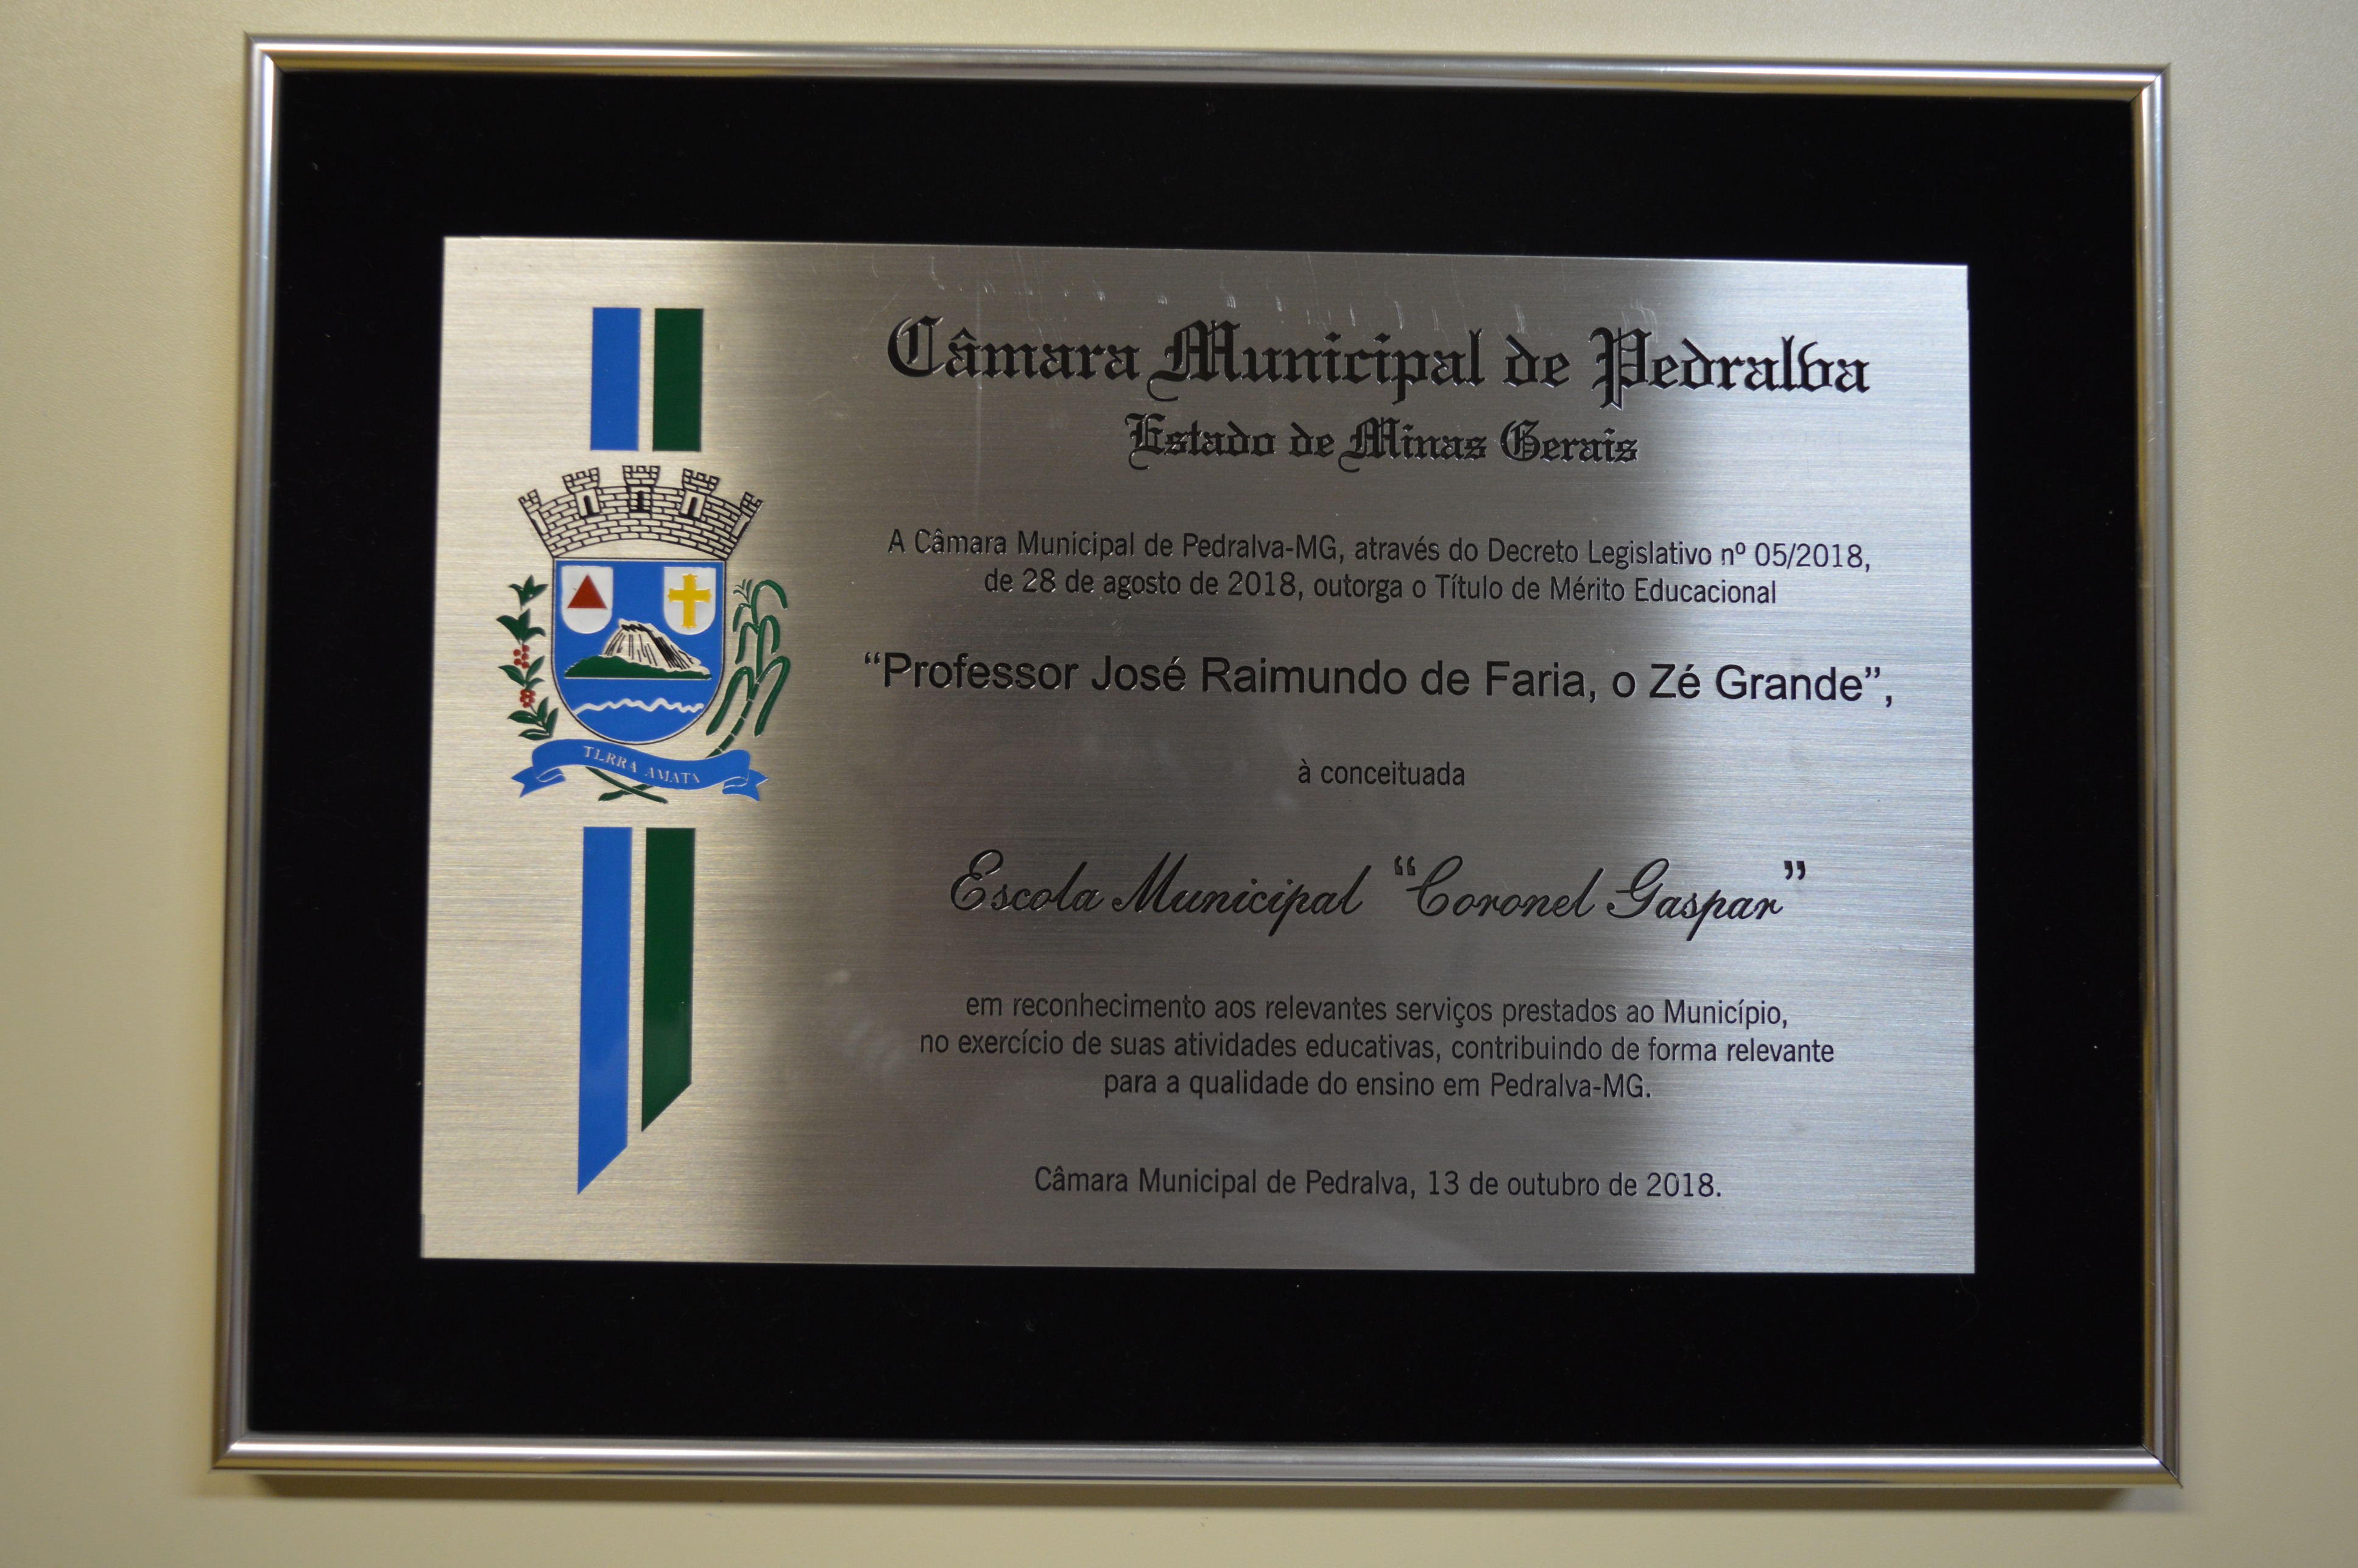 Câmara Municipal de Pedralva
Estado de Minas Gerais
A Câmara Municipal de Pedralva-MG, através do Decreto Legislativo nº 05/2018,
de 28 de agosto de 2018, outorga o Título de Mérito Educacional
“Professor José Raimundo de Faria, o Zé Grande”,
à conceituada
Escola Municipal “Coronel Gaspar”
em reconhecimento aos relevantes serviços prestados ao Município,
no exercício de suas atividades educativas, contribuindo de forma relevante
para a qualidade do ensino em Pedralva-MG.
Câmara Municipal de Pedralva, 13 de outubro de 2018.
TERRA AMATA